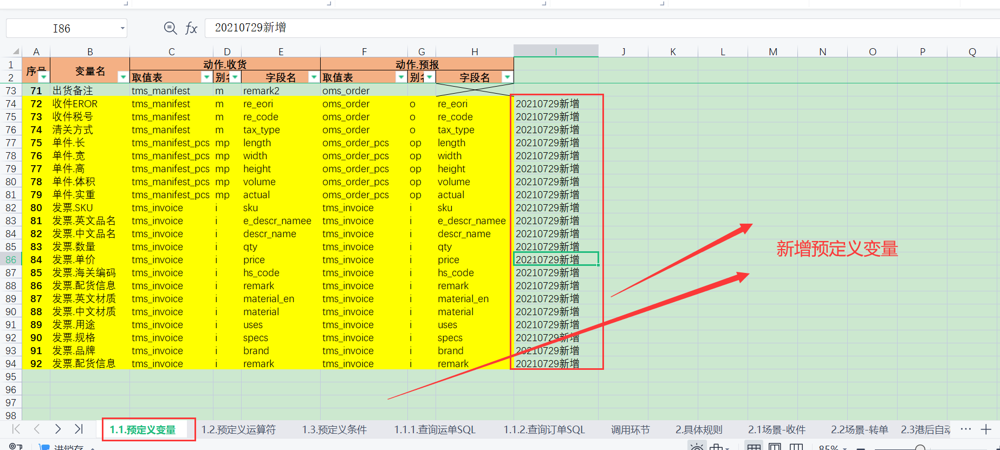 I86
fx
20210729新增
A B C D E F G H I J K L M N O P Q
1 序号 变量名 动作.收货 动作.预报
2 取值表 别名 字段名 取值表 别名 字段名
73 71 出货备注 tms_manifest m remark2 oms_order
74 72 收件EROR tms_manifest m re_eori oms_order o re_eori 20210729新增
75 73 收件税号 tms_manifest m re_code oms_order o re_code 20210729新增
76 74 清关方式 tms_manifest m tax_type oms_order o tax_type 20210729新增
77 75 单件.长 tms_manifest_pcs mp length oms_order_pcs op length 20210729新增
78 76 单件.宽 tms_manifest_pcs mp width oms_order_pcs op width 20210729新增
79 77 单件.高 tms_manifest_pcs mp height oms_order_pcs op height 20210729新增
80 78 单件.体积 tms_manifest_pcs mp volume oms_order_pcs op volume 20210729新增
81 79 单件.实重 tms_manifest_pcs mp actual oms_order_pcs op actual 20210729新增
82 80 发票.SKU tms_invoice i sku tms_invoice i sku 20210729新增
83 81 发票.英文品名 tms_invoice i e_descr_namee tms_invoice i e_descr_namee 20210729新增
84 82 发票.中文品名 tms_invoice i descr_name tms_invoice i descr_name 20210729新增
85 83 发票.数量 tms_invoice i qty tms_invoice i qty 20210729新增
86 84 发票.单价 tms_invoice i price tms_invoice i price 20210729新增
87 85 发票.海关编码 tms_invoice i hs_code tms_invoice i hs_code 20210729新增
88 86 发票.配货信息 tms_invoice i remark tms_invoice i remark 20210729新增
89 87 发票.英文材质 tms_invoice i material_en tms_invoice i material_en 20210729新增
90 88 发票.中文材质 tms_invoice i material tms_invoice i material 20210729新增
91 89 发票.用途 tms_invoice i uses tms_invoice i uses 20210729新增
92 90 发票.规格 tms_invoice i specs tms_invoice i specs 20210729新增
93 91 发票.品牌 tms_invoice i brand tms_invoice i brand 20210729新增
94 92 发票.配货信息 tms_invoice i remark tms_invoice i remark 20210729新增
95
96
97
98
新增预定义变量
1.1.预定义变量 1.2.预定义运算符 1.3.预定义条件 1.1.1.查询运单SQL 1.1.2.查询订单SQL 调用环节 2.具体规则 2.1场景-收件 2.2场景-转单 2.3港后自动 ··· +
进销存 85%